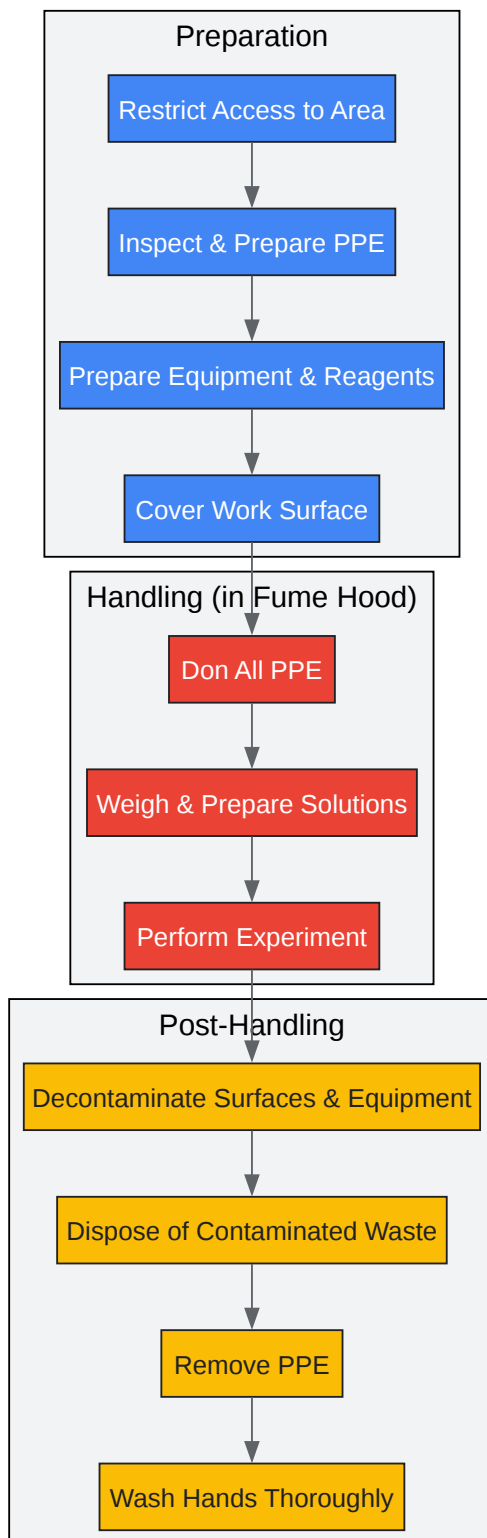 Preparation
Restrict Access to Area
Inspect & Prepare PPE
Prepare Equipment & Reagents
Cover Work Surface
Handling (in Fume Hood)
Don All PPE
Weigh & Prepare Solutions
Perform Experiment
Post-Handling
Decontaminate Surfaces & Equipment
Dispose of Contaminated Waste
Remove PPE
Wash Hands Thoroughly